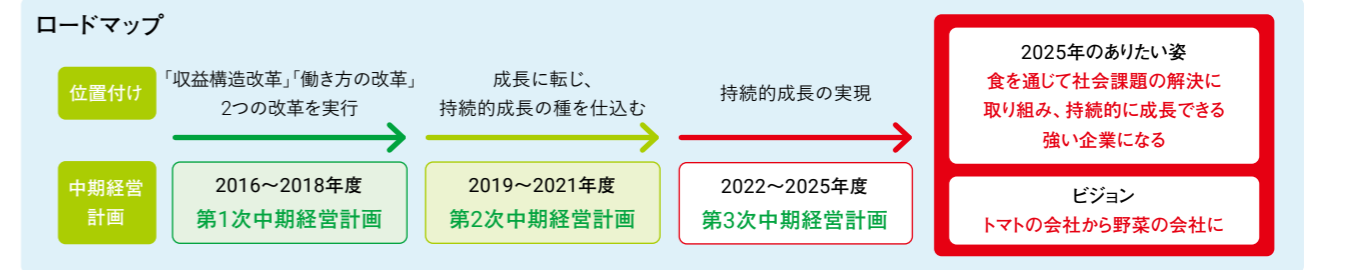 ロードマップ
位置付け
「収益構造改革」「働き方の改革」
2つの改革を実行
成長に転じ、
持続的成長の種を仕込む
持続的成長の実現
中期経営
計画
2016〜2018年度
第1次中期経営計画
2019〜2021年度
第2次中期経営計画
2022〜2025年度
第3次中期経営計画
2025年のありたい姿
食を通じて社会課題の解決に
取り組み、持続的に成長できる
強い企業になる
ビジョン
トマトの会社から野菜の会社に